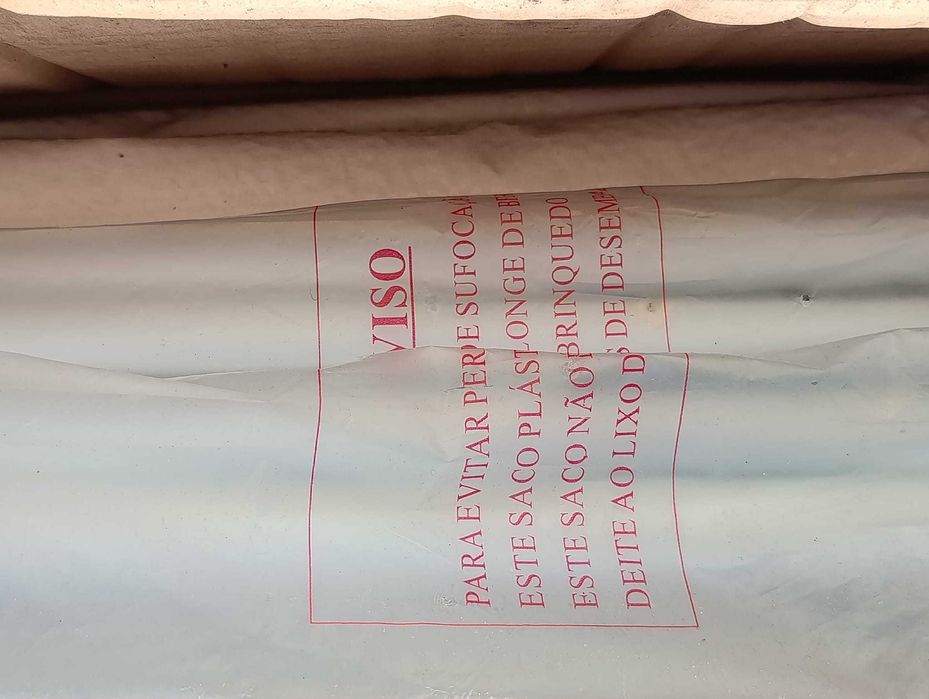 VISO
PARA EVITAR PER E SUFOCA
ESTE SACO PLÁS LONGE DE
ESTE SACO NÃO BRINQUEDO
DEITE AO LIXO D S DE DESEM